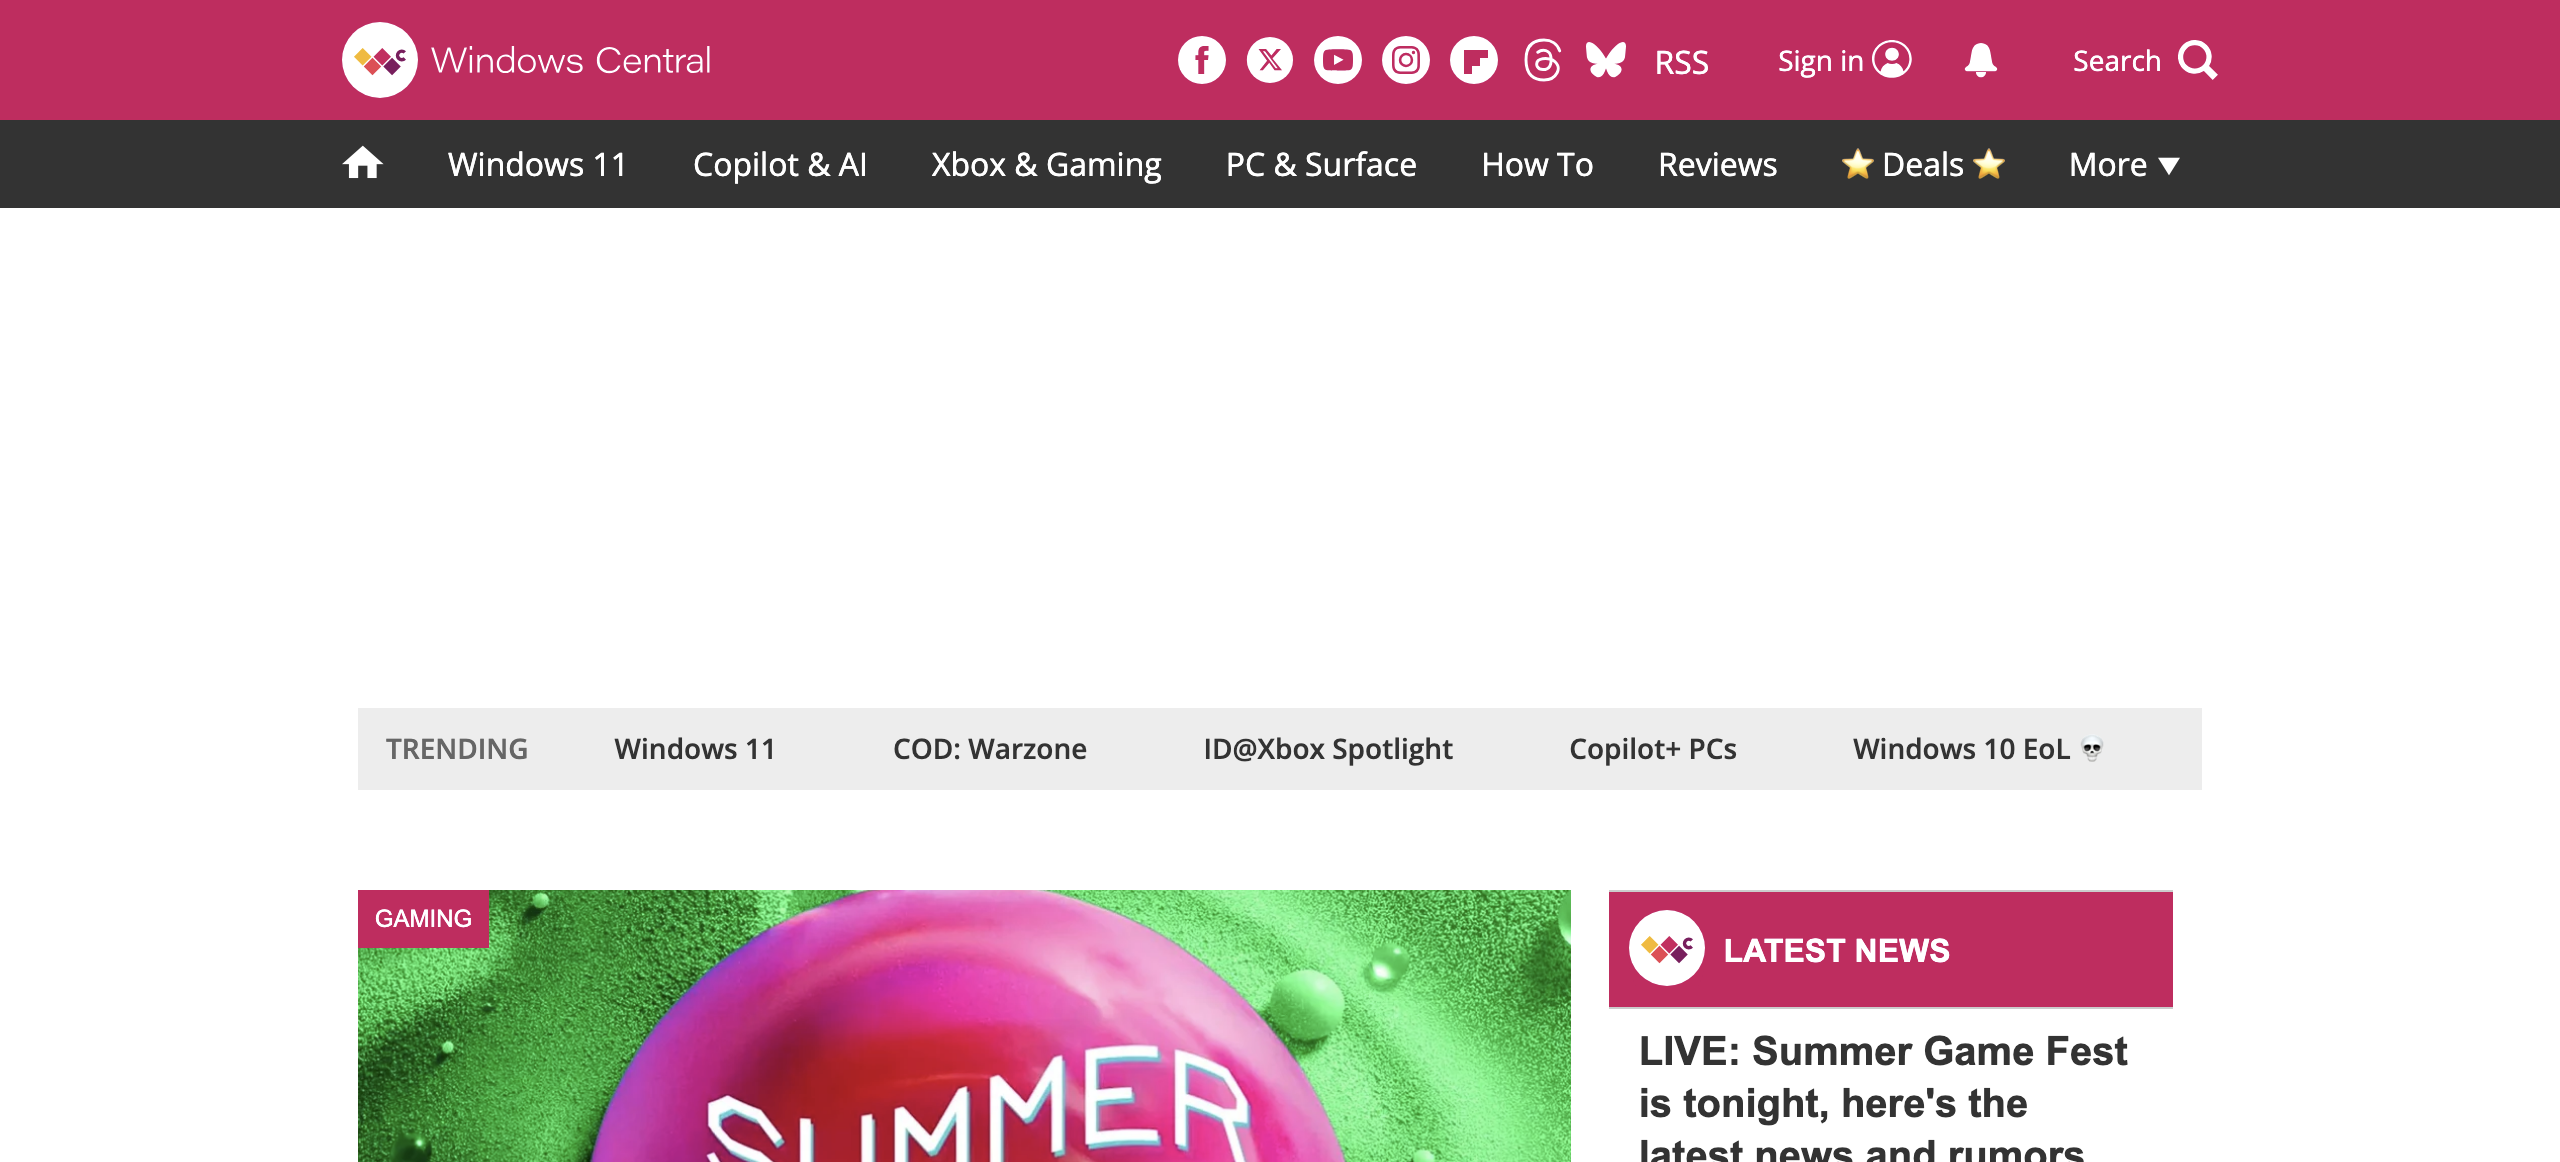 Windows Central
RSS
Sign in
Search
Windows 11
Copilot & AI
Xbox & Gaming
PC & Surface
How To
Reviews
⭐ Deals ⭐
More ▼
TRENDING
Windows 11
COD: Warzone
ID@Xbox Spotlight
Copilot+ PCs
Windows 10 EoL 💀
GAMING
SUMMER
LATEST NEWS
LIVE: Summer Game Fest
is tonight, here's the
latest news and rumors